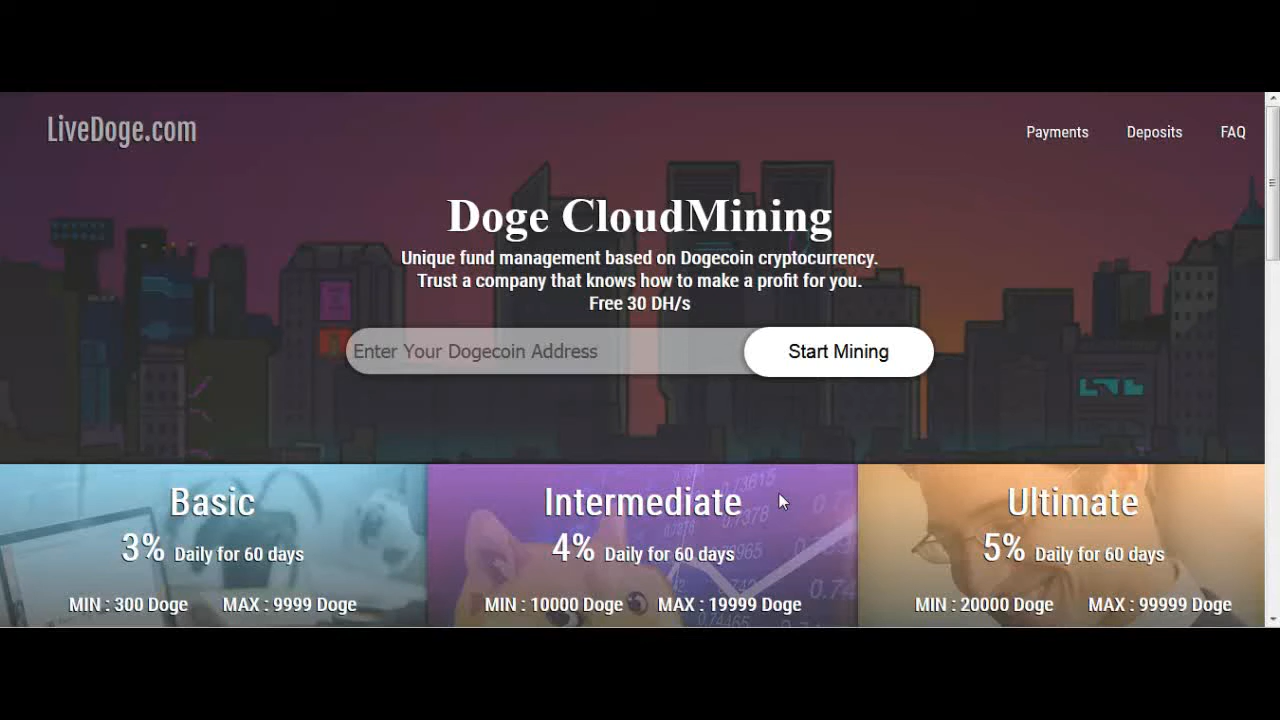 LiveDoge.com
Payments Deposits FAQ
Doge CloudMining
Unique fund management based on Dogecoin cryptocurrency.
Trust a company that knows how to make a profit for you.
Free 30 DH/s
Enter Your Dogecoin Address Start Mining
Basic
3% Daily for 60 days
MIN : 300 Doge MAX : 9999 Doge
Intermediate
4% Daily for 60 days
MIN : 10000 Doge MAX : 19999 Doge
Ultimate
5% Daily for 60 days
MIN : 20000 Doge MAX : 99999 Doge